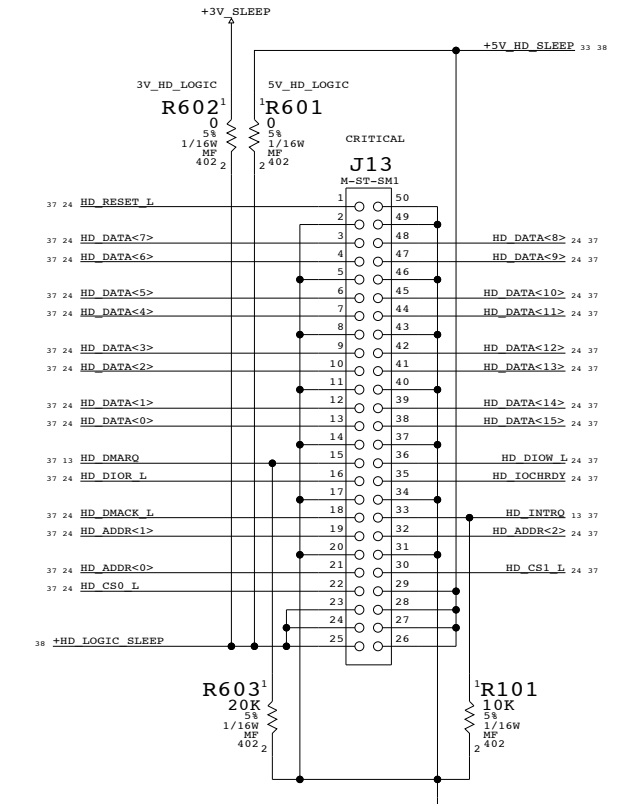 +3V_SLEEP
+5V_HD_SLEEP 33 38
3V_HD_LOGIC 5V_HD_LOGIC
R602 1 1 R601
0 0
5% 5%
1/16W 1/16W
MF MF
402 2 2 402
CRITICAL
J13
M-ST-SM1
37 24 HD_RESET_L 1 50
2 49
37 24 HD_DATA<7> 3 48 HD_DATA<8> 24 37
37 24 HD_DATA<6> 4 47 HD_DATA<9> 24 37
5 46
37 24 HD_DATA<5> 6 45 HD_DATA<10> 24 37
37 24 HD_DATA<4> 7 44 HD_DATA<11> 24 37
8 43
37 24 HD_DATA<3> 9 42 HD_DATA<12> 24 37
37 24 HD_DATA<2> 10 41 HD_DATA<13> 24 37
11 40
37 24 HD_DATA<1> 12 39 HD_DATA<14> 24 37
37 24 HD_DATA<0> 13 38 HD_DATA<15> 24 37
14 37
37 13 HD_DMARQ 15 36 HD_DIOW_L 24 37
37 24 HD_DIOR_L 16 35 HD_IOCHRDY 24 37
17 34
37 24 HD_DMACK_L 18 33 HD_INTRQ 13 37
37 24 HD_ADDR<1> 19 32 HD_ADDR<2> 24 37
20 31
37 24 HD_ADDR<0> 21 30 HD_CS1_L 24 37
37 24 HD_CS0_L 22 29
23 28
24 27
38 +HD_LOGIC_SLEEP 25 26
R603 1 1 R101
20K 10K
5% 5%
1/16W 1/16W
MF MF
402 2 2 402